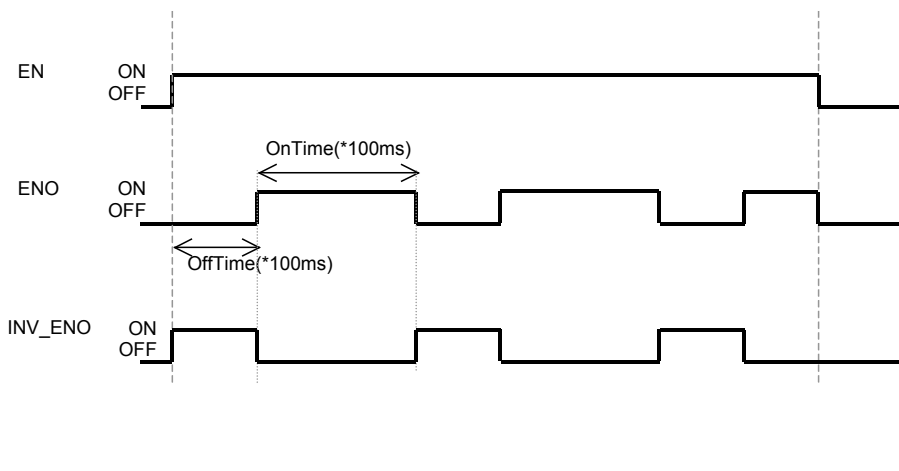 EN ON
OFF
OnTime(*100ms)
ENO ON
OFF
OffTime(*100ms)
INV_ENO ON
OFF